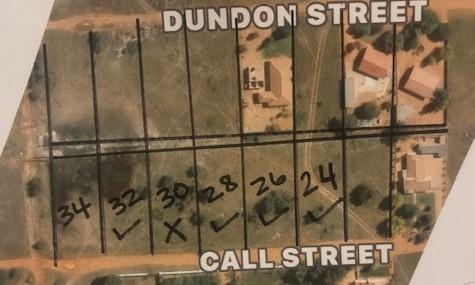 DUNDON STREET
34 32 30 28 26 24
✓ X ✓ ✓ ✓
CALL STREET